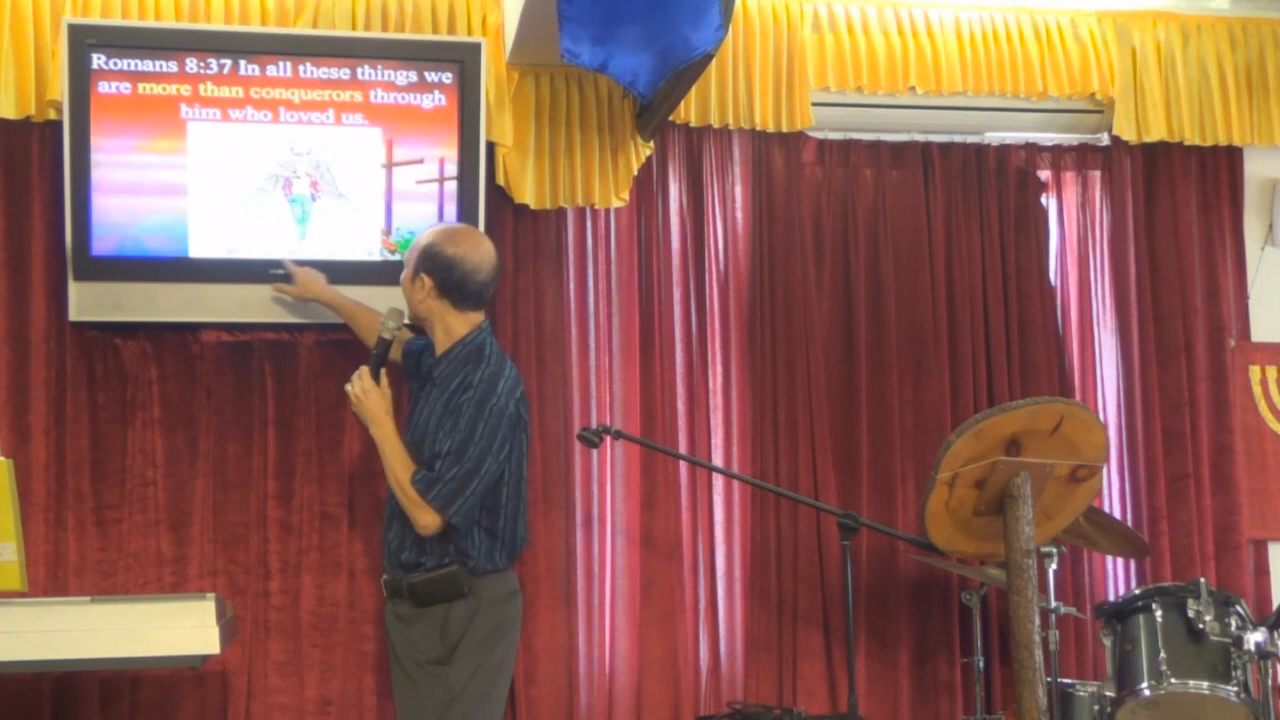 Romans 8:37 In all these things we
are more than conquerors through
him who loved us.